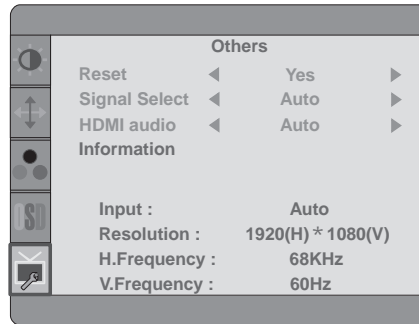 Others
Reset Yes
Signal Select Auto
HDMI audio Auto
Information
Input : Auto
OSD
Resolution : 1920(H) * 1080(V)
H.Frequency : 68KHz
V.Frequency : 60Hz